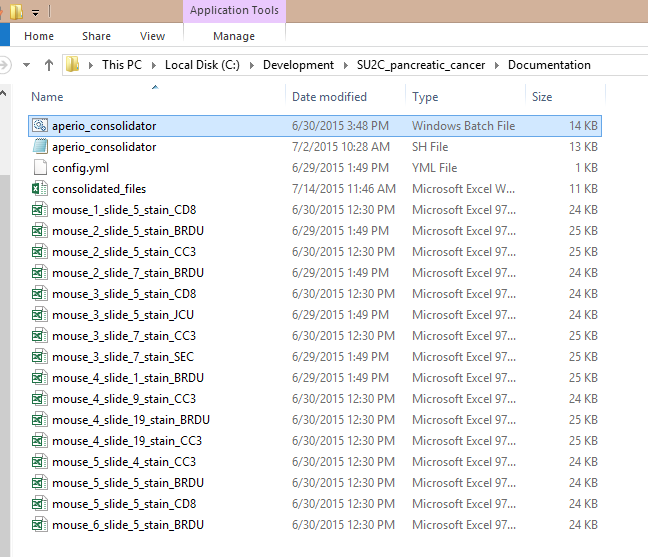 Application Tools
Home Share View Manage
This PC Local Disk (C:) Development SU2C_pancreatic_cancer Documentation
Name Date modified Type Size
aperio_consolidator 6/30/2015 3:48 PM Windows Batch File 14 KB
aperio_consolidator 7/2/2015 10:28 AM SH File 13 KB
config.yml 6/29/2015 1:49 PM YML File 1 KB
consolidated_files 7/14/2015 11:46 AM Microsoft Excel W... 11 KB
mouse_1_slide_5_stain_CD8 6/30/2015 12:30 PM Microsoft Excel 97... 24 KB
mouse_2_slide_5_stain_BRDU 6/29/2015 1:49 PM Microsoft Excel 97... 25 KB
mouse_2_slide_5_stain_CC3 6/30/2015 12:30 PM Microsoft Excel 97... 25 KB
mouse_2_slide_7_stain_BRDU 6/29/2015 1:49 PM Microsoft Excel 97... 24 KB
mouse_3_slide_5_stain_CD8 6/30/2015 12:30 PM Microsoft Excel 97... 24 KB
mouse_3_slide_5_stain_JCU 6/29/2015 1:49 PM Microsoft Excel 97... 25 KB
mouse_3_slide_7_stain_CC3 6/30/2015 12:30 PM Microsoft Excel 97... 24 KB
mouse_3_slide_7_stain_SEC 6/29/2015 1:49 PM Microsoft Excel 97... 25 KB
mouse_4_slide_1_stain_BRDU 6/29/2015 1:49 PM Microsoft Excel 97... 25 KB
mouse_4_slide_9_stain_CC3 6/30/2015 12:30 PM Microsoft Excel 97... 24 KB
mouse_4_slide_19_stain_BRDU 6/30/2015 12:30 PM Microsoft Excel 97... 25 KB
mouse_4_slide_19_stain_CC3 6/30/2015 12:30 PM Microsoft Excel 97... 25 KB
mouse_5_slide_4_stain_CC3 6/30/2015 12:30 PM Microsoft Excel 97... 24 KB
mouse_5_slide_5_stain_BRDU 6/30/2015 12:30 PM Microsoft Excel 97... 25 KB
mouse_5_slide_5_stain_CD8 6/30/2015 12:30 PM Microsoft Excel 97... 24 KB
mouse_6_slide_5_stain_BRDU 6/30/2015 12:30 PM Microsoft Excel 97... 24 KB